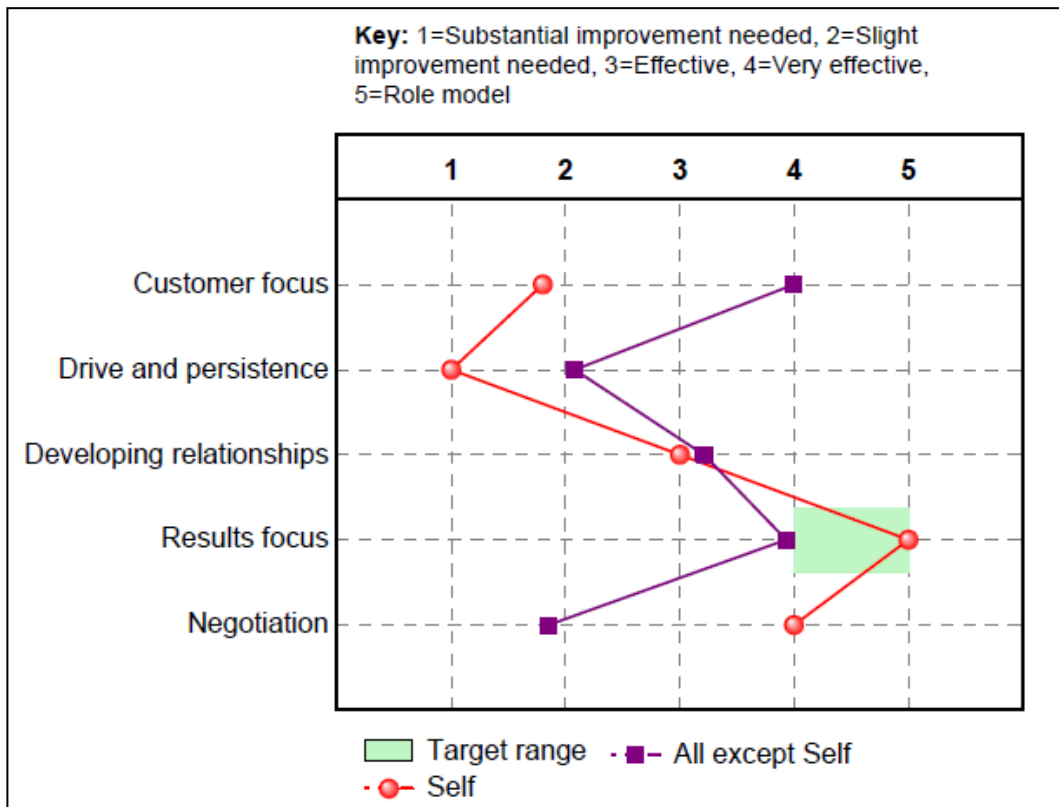 Key: 1=Substantial improvement needed, 2=Slight
improvement needed, 3=Effective, 4=Very effective,
5=Role model
1 2 3 4 5
Customer focus
Drive and persistence
Developing relationships
Results focus
Negotiation
Target range All except Self
Self